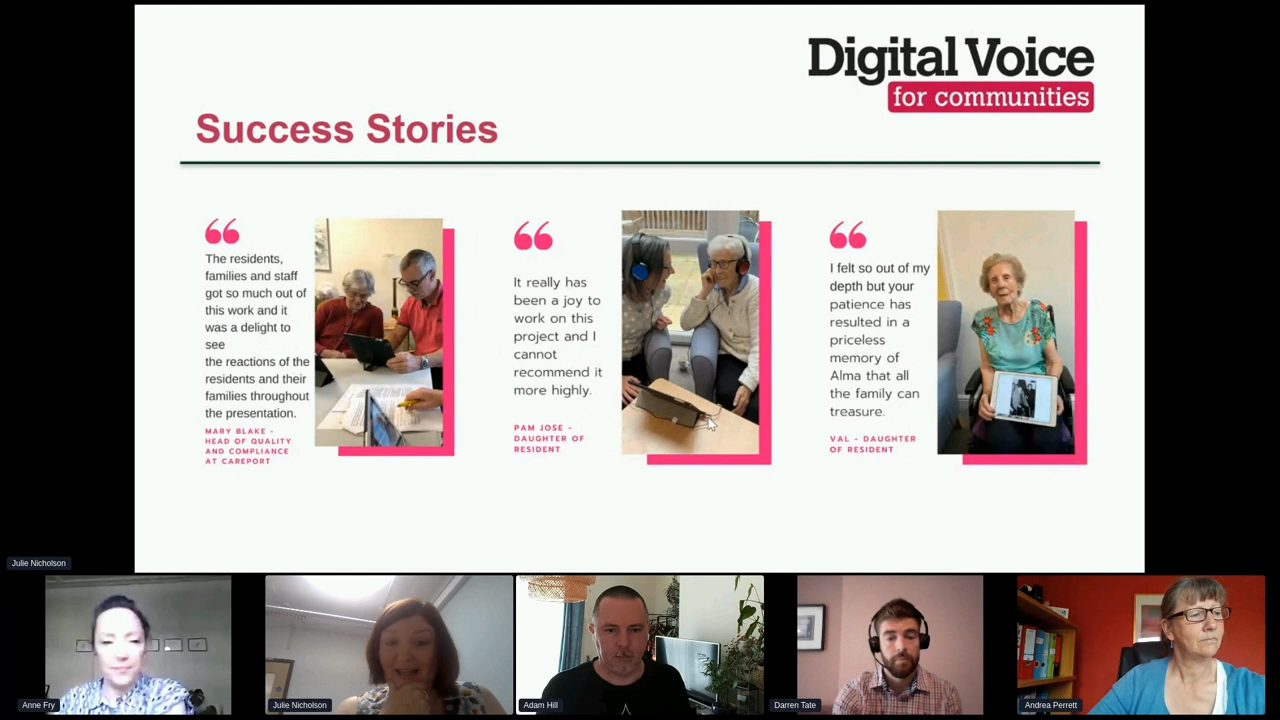 Digital Voice
for communities
Success Stories
The residents,
families and staff
got so much out of
this work and it
was a delight to
see
the reactions of the
residents and their
families throughout
the presentation.
MARY BLAKE -
HEAD OF QUALITY
AND COMPLIANCE
AT CAREPORT
It really has
been a joy to
work on this
project and I
cannot
recommend it
more highly.
PAM JOSE -
DAUGHTER OF
RESIDENT
I felt so out of my
depth but your
patience has
resulted in a
priceless
memory of
Alma that all
the family can
treasure.
VAL - DAUGHTER
OF RESIDENT
Julie Nicholson
Anne Fry
Julie Nicholson
Adam Hill
Darren Tate
Andrea Perrett